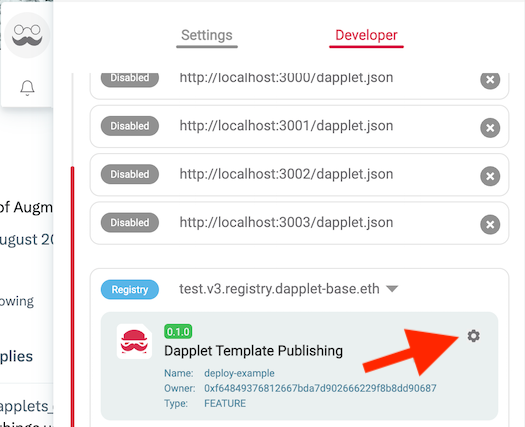 Settings
Developer
Disabled
http://localhost:3000/dapplet.json
Disabled
http://localhost:3001/dapplet.json
Disabled
http://localhost:3002/dapplet.json
Disabled
http://localhost:3003/dapplet.json
of Augm
ugust 20
owing
plies
applets_
Registry
test.v3.registry.dapplet-base.eth
0.1.0
Dapplet Template Publishing
Name: deploy-example
Owner: 0xf64849376812667bda7d902666229f8b8dd90687
Type: FEATURE